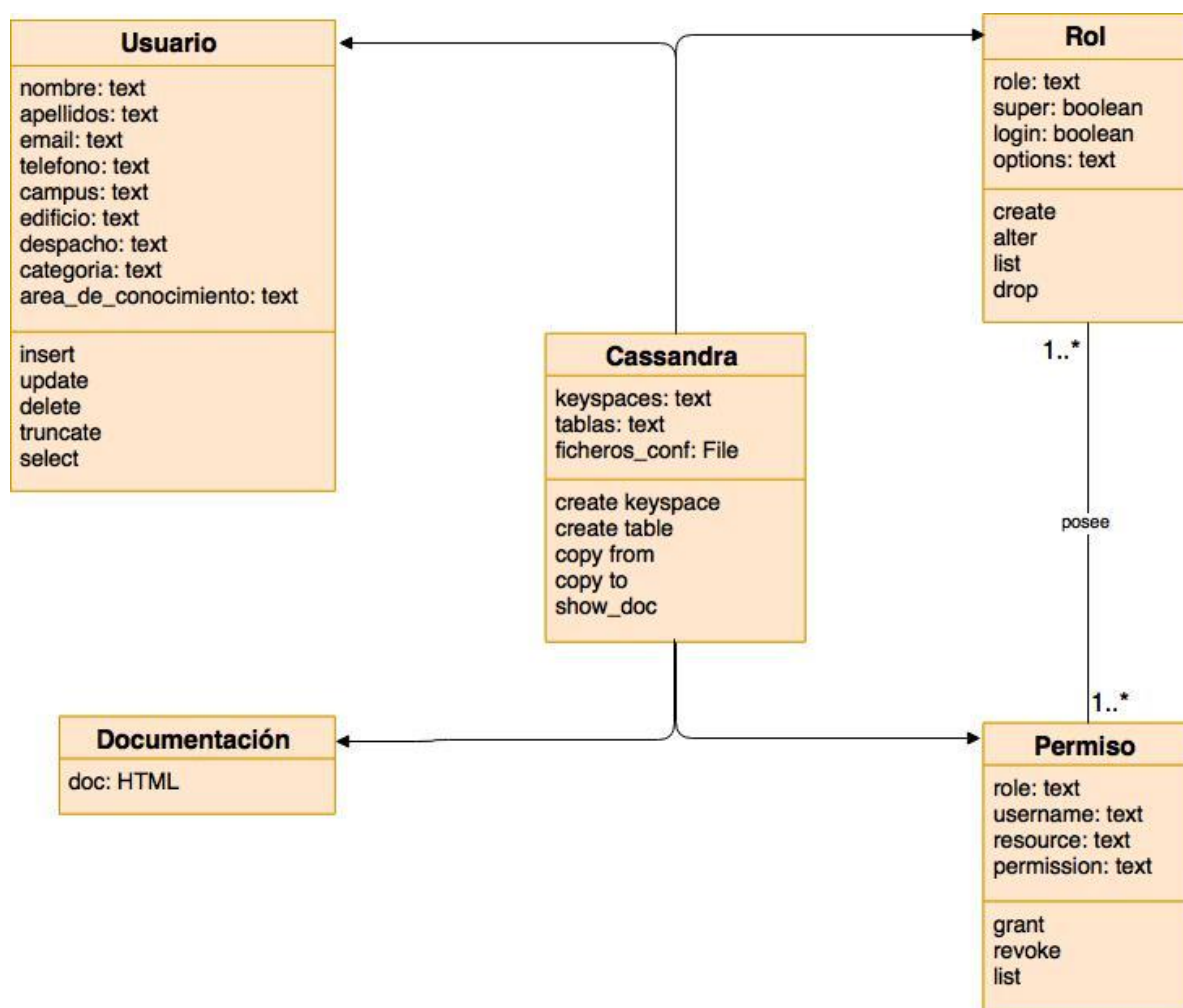 Usuario
nombre: text
apellidos: text
email: text
telefono: text
campus: text
edificio: text
despacho: text
categoria: text
area_de_conocimiento: text
insert
update
delete
truncate
select
Rol
role: text
super: boolean
login: boolean
options: text
create
alter
list
drop
1..*
Cassandra
keyspaces: text
tablas: text
ficheros_conf: File
create keyspace
create table
copy from
copy to
show_doc
posee
1..*
Documentación
doc: HTML
Permiso
role: text
username: text
resource: text
permission: text
grant
revoke
list